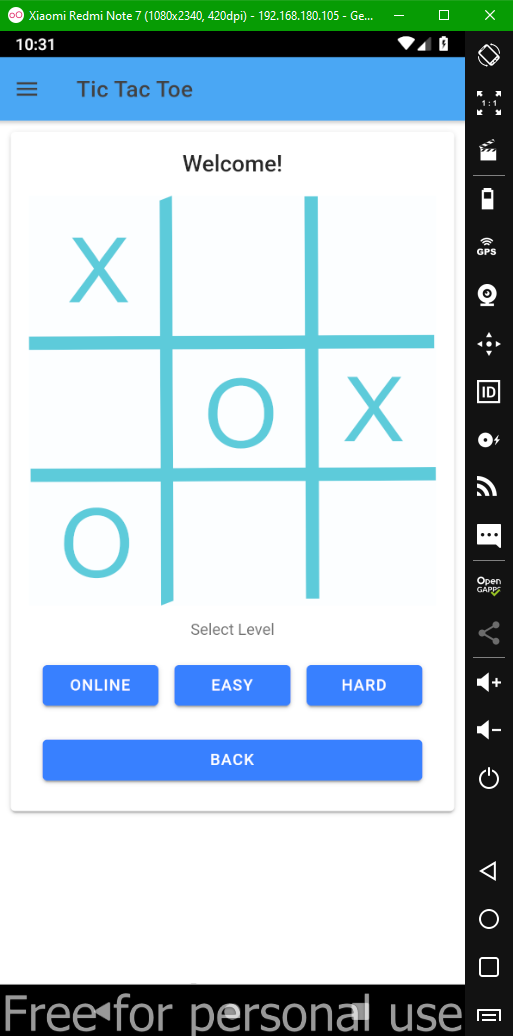 Xiaomi Redmi Note 7 (1080x2340, 420dpi) - 192.168.180.105 - Ge...
10:31
Tic Tac Toe
1:1
Welcome!
GPS
X
O X
ID
O
Open
GAPPS
Select Level
ONLINE EASY HARD
BACK
Free for personal use